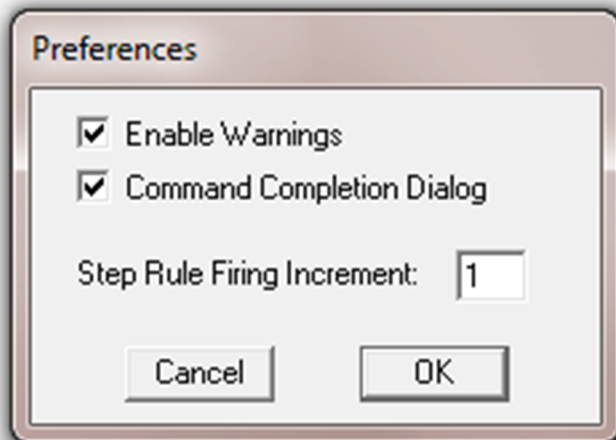 Preferences
Enable Warnings
Command Completion Dialog
Step Rule Firing Increment: 1
Cancel OK